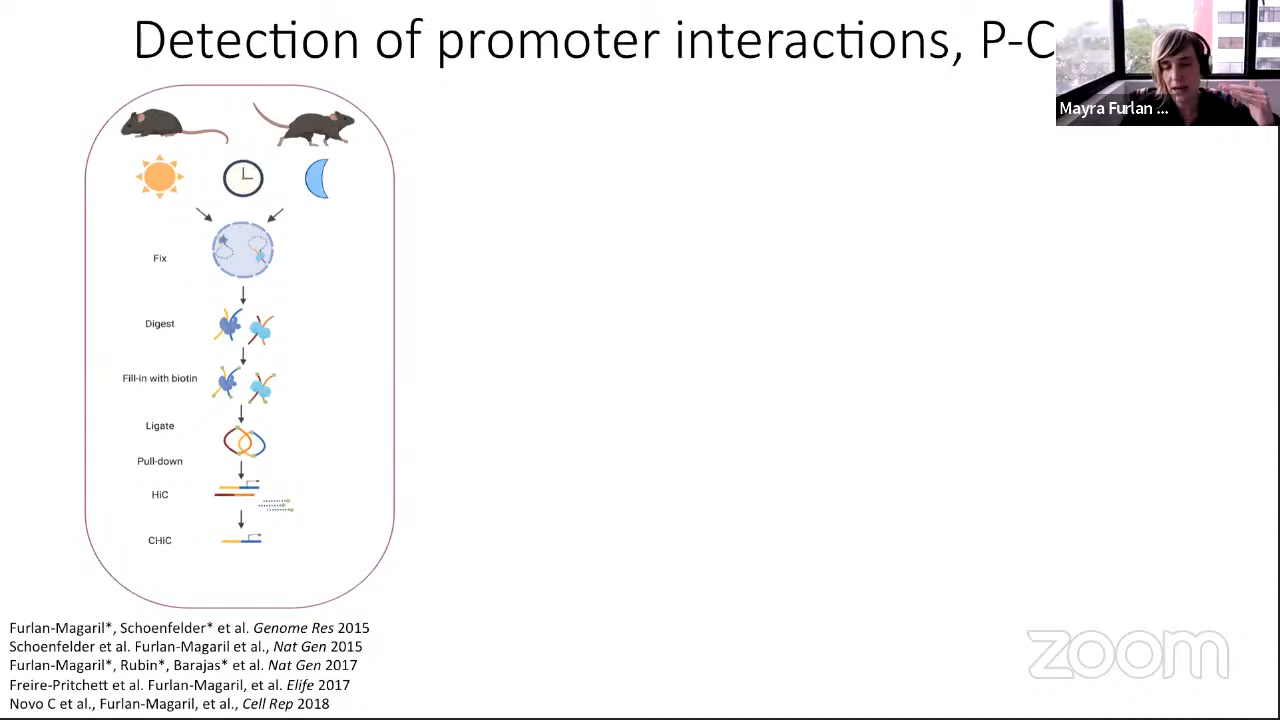 Detection of promoter interactions, P-C
Mayra Furlan ...
Fix
Digest
Fill-in with biotin
Ligate
Pull-down
HiC
CHiC
Furlan-Magaril*, Schoenfelder* et al. Genome Res 2015
Schoenfelder et al. Furlan-Magaril et al., Nat Gen 2015
Furlan-Magaril*, Rubin*, Barajas* et al. Nat Gen 2017
Freire-Pritchett et al. Furlan-Magaril, et al. Elife 2017
Novo C et al., Furlan-Magaril, et al., Cell Rep 2018
zoom